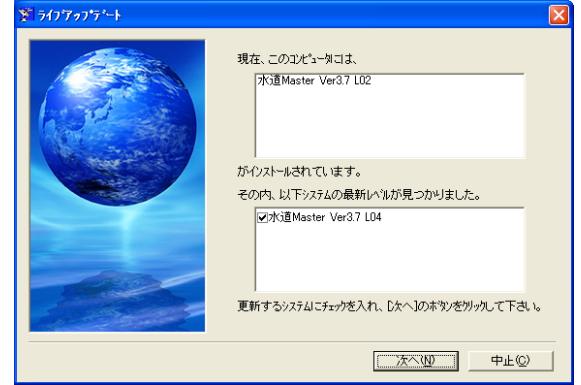 ﾗｲﾌﾞｱｯﾌﾟﾃﾞｰﾄ
現在、このｺﾝﾋﾟｭｰﾀには、
水道Master Ver3.7 L02
がｲﾝｽﾄｰﾙされています。
その内、以下ｼｽﾃﾑの最新ﾚﾍﾞﾙが見つかりました。
水道Master Ver3.7 L04
更新するｼｽﾃﾑにﾁｪｯｸを入れ、[次へ]のﾎﾞﾀﾝをｸﾘｯｸして下さい。
次へ(N)
中止(C)